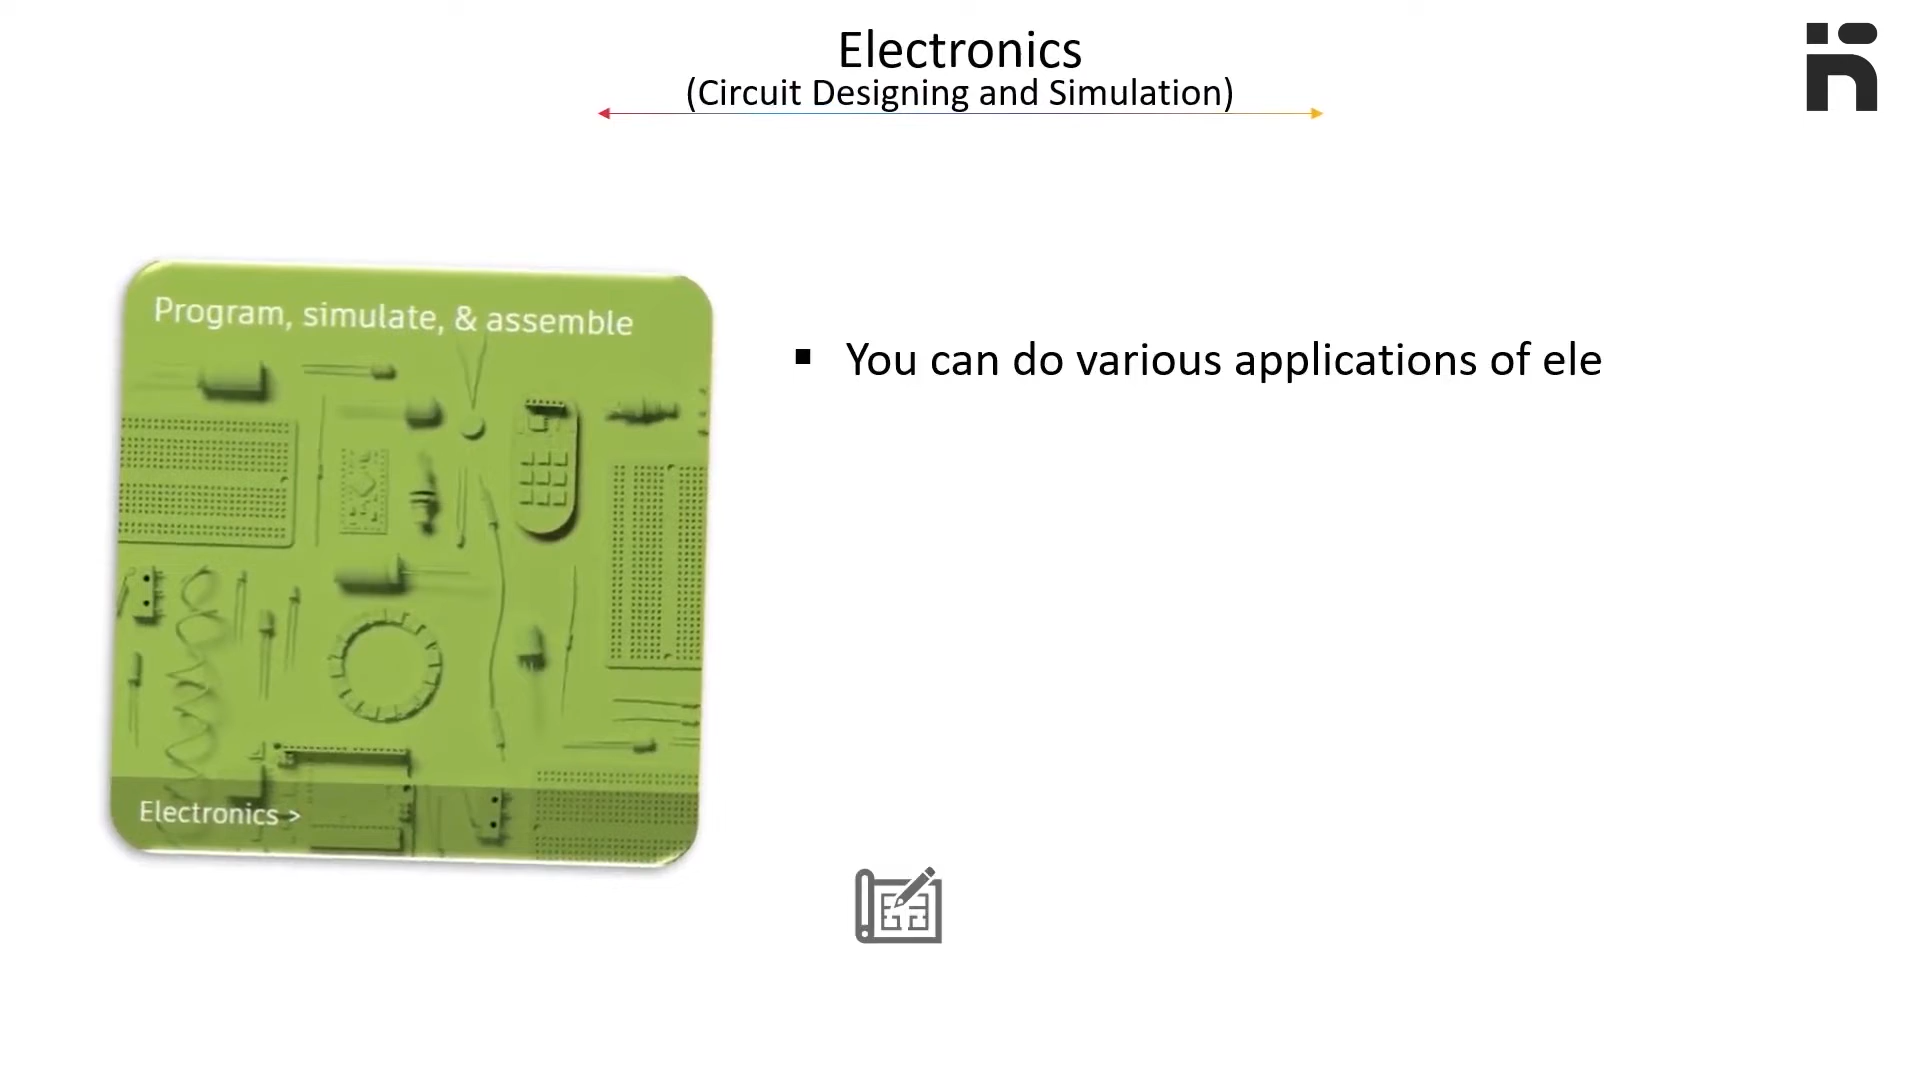 Electronics
(Circuit Designing and Simulation)
Program, simulate, & assemble
▪ You can do various applications of ele
Electronics >